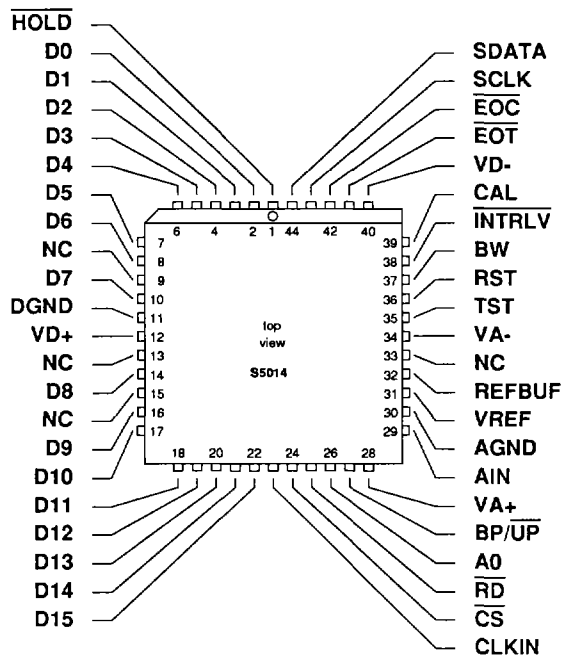 HOLD
D0
D1
D2
D3
D4
D5
D6
NC
D7
DGND
VD+
NC
D8
NC
D9
D10
D11
D12
D13
D14
D15
SDATA
SCLK
EOC
EOT
VD-
CAL
INTRLV
BW
RST
TST
VA-
NC
REFBUF
VREF
AGND
AIN
VA+
BP/UP
A0
RD
CS
CLKIN
6 4 2 1 44 42 40
7
8
9
10
11
12
13
14
15
16
17
39
38
37
36
35
34
33
32
31
30
29
top
view
S5014
18 20 22 24 26 28